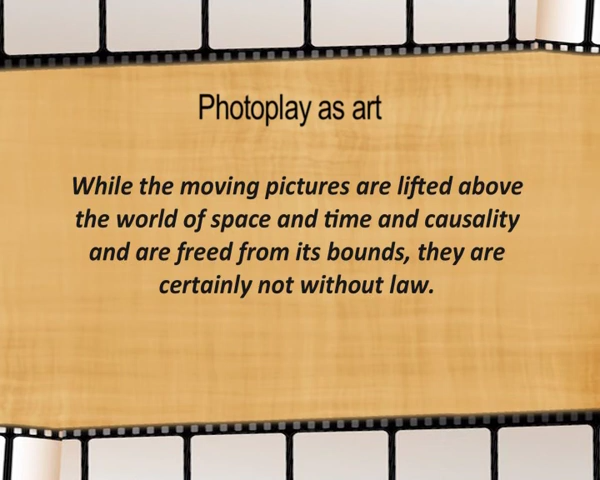 Photoplay as art
While the moving pictures are lifted above
the world of space and time and causality
and are freed from its bounds, they are
certainly not without law.